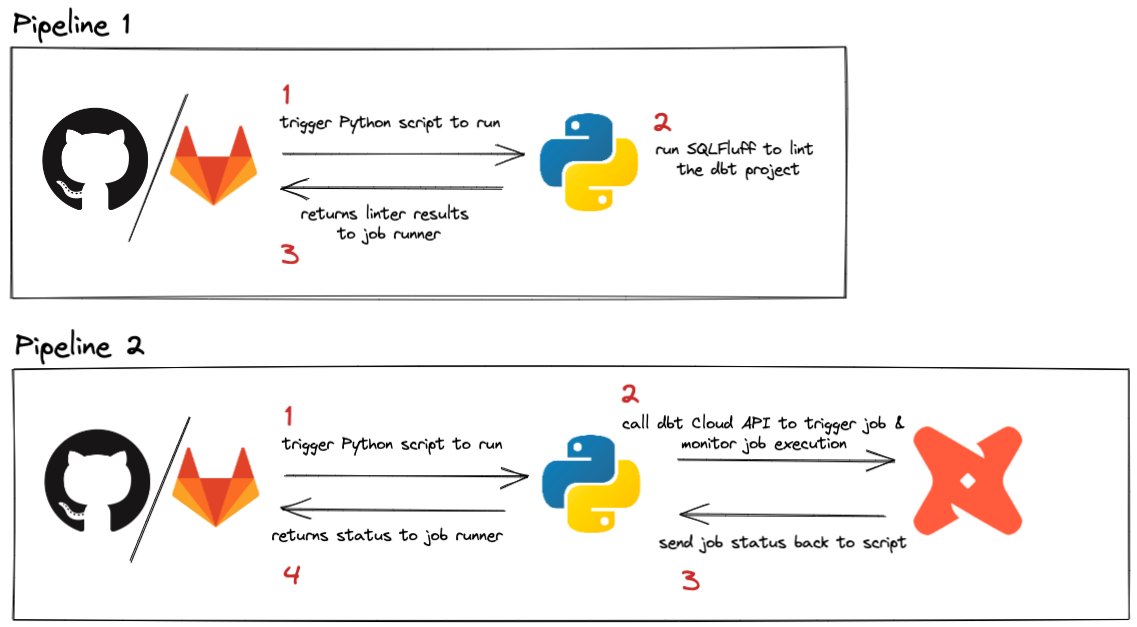 Pipeline 1
1
trigger Python script to run
2
run SQLFluff to lint
the dbt project
returns linter results
to job runner
3
Pipeline 2
1
trigger Python script to run
2
call dbt Cloud API to trigger job &
monitor job execution
returns status to job runner
4
send job status back to script
3